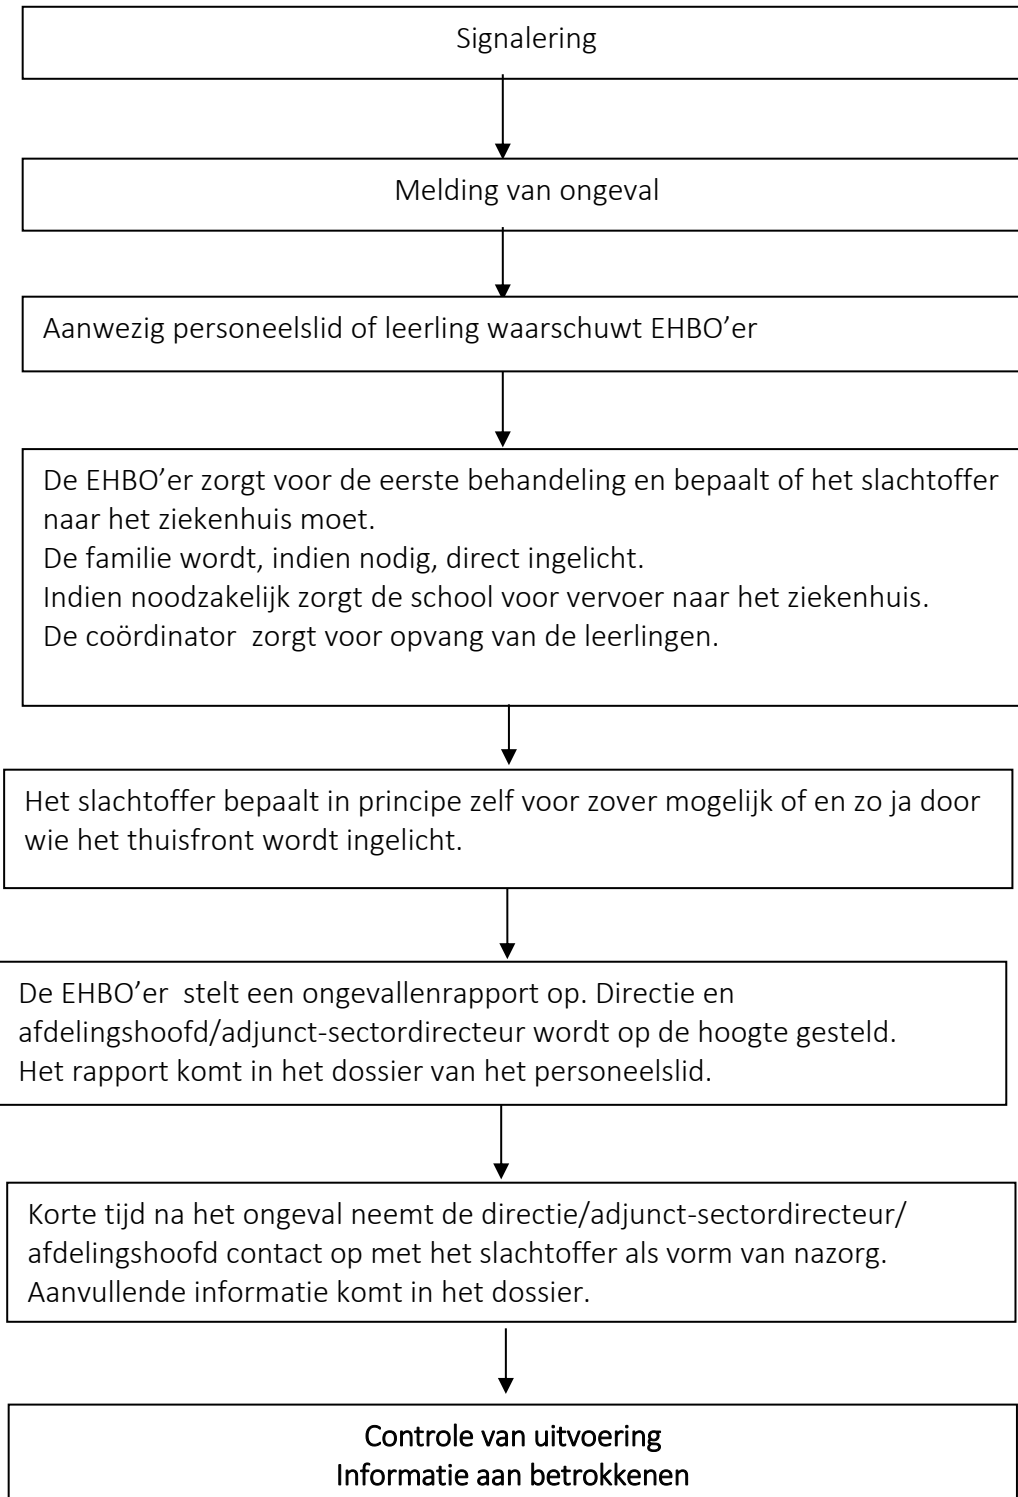 Signalering
Melding van ongeval
Aanwezig personeelslid of leerling waarschuwt EHBO’er
De EHBO’er zorgt voor de eerste behandeling en bepaalt of het slachtoffer
naar het ziekenhuis moet.
De familie wordt, indien nodig, direct ingelicht.
Indien noodzakelijk zorgt de school voor vervoer naar het ziekenhuis.
De coördinator  zorgt voor opvang van de leerlingen.
Het slachtoffer bepaalt in principe zelf voor zover mogelijk of en zo ja door
wie het thuisfront wordt ingelicht.
De EHBO’er  stelt een ongevallenrapport op. Directie en
afdelingshoofd/adjunct-sectordirecteur wordt op de hoogte gesteld.
Het rapport komt in het dossier van het personeelslid.
Korte tijd na het ongeval neemt de directie/adjunct-sectordirecteur/
afdelingshoofd contact op met het slachtoffer als vorm van nazorg.
Aanvullende informatie komt in het dossier.
Controle van uitvoering
Informatie aan betrokkenen